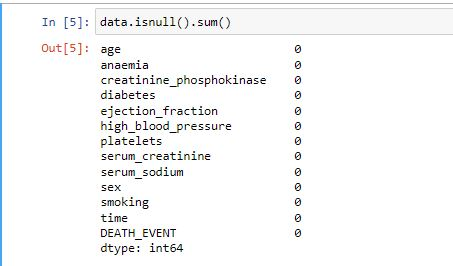 In [5]: data.isnull().sum()
Out[5]: age 0
anaemia 0
creatinine_phosphokinase 0
diabetes 0
ejection_fraction 0
high_blood_pressure 0
platelets 0
serum_creatinine 0
serum_sodium 0
sex 0
smoking 0
time 0
DEATH_EVENT 0
dtype: int64